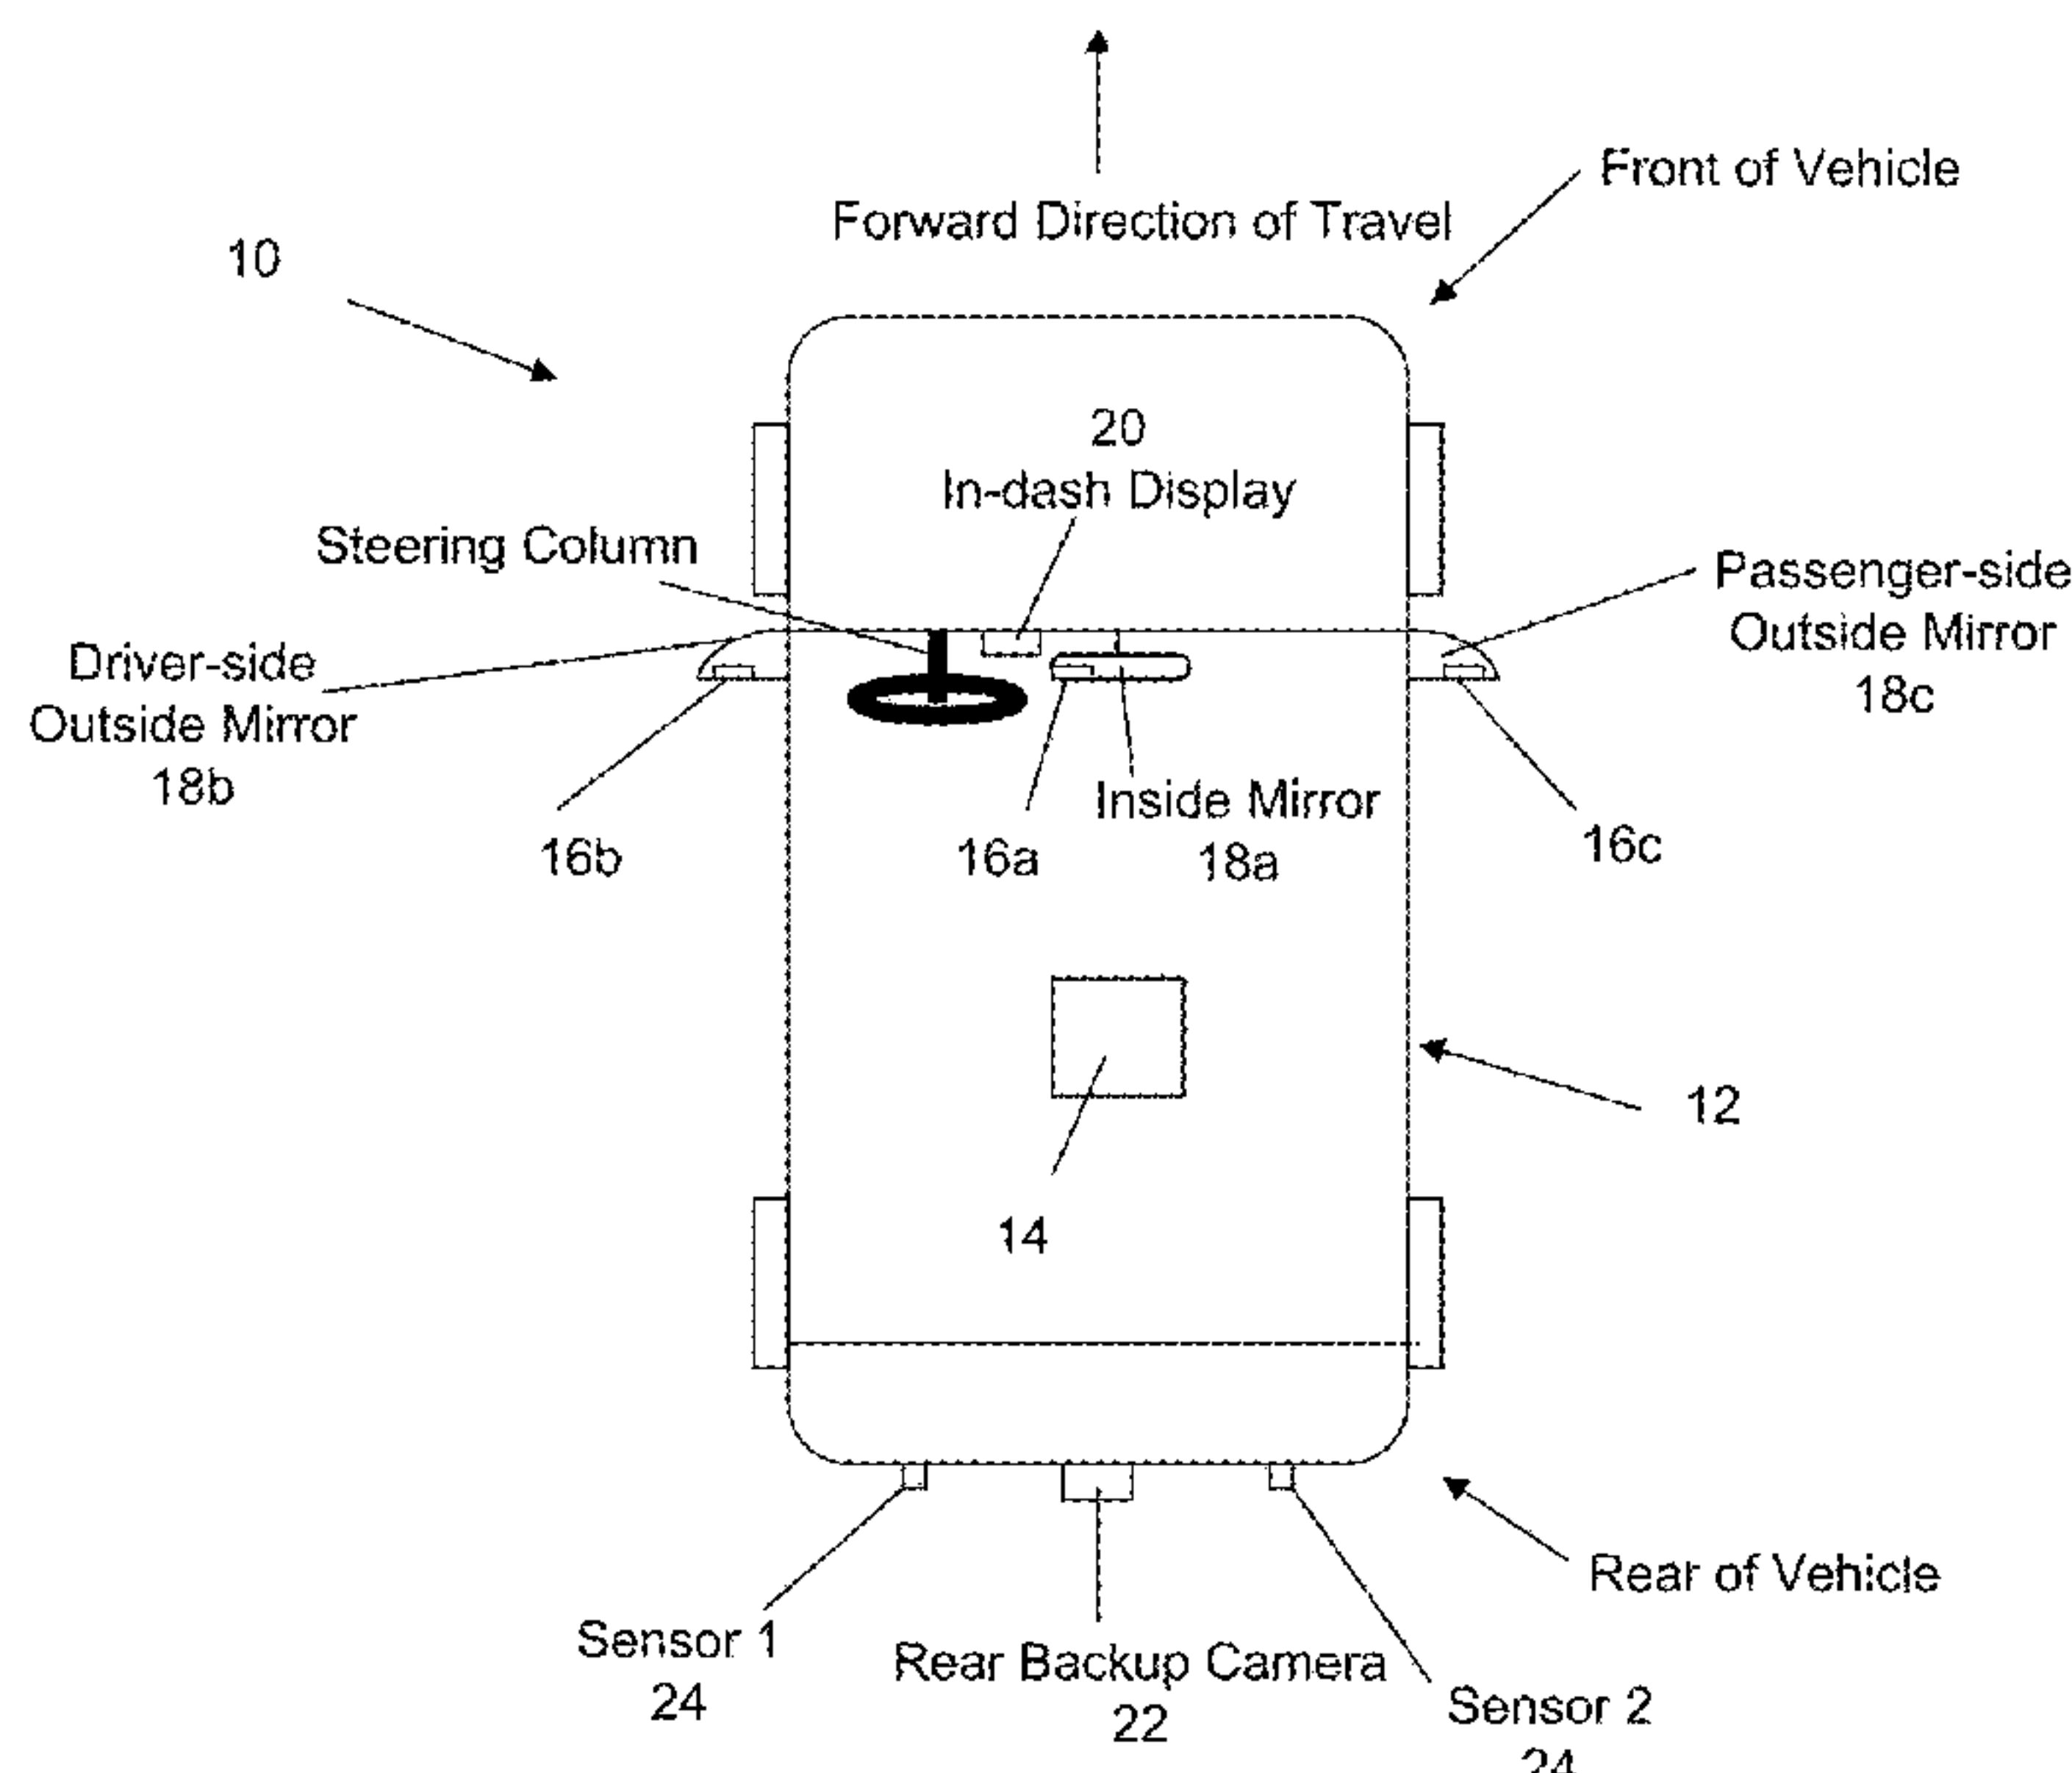 Front of Vehicle
Forward Direction of Travel
10
20
In-dash Display
Steering Column
Passenger-side
Outside Mirror
18c
Driver-side
Outside Mirror
18b
Inside Mirror
18a
16b
16a
16c
12
14
Rear of Vehicle
Sensor 1
24
Rear Backup Camera
22
Sensor 2
24